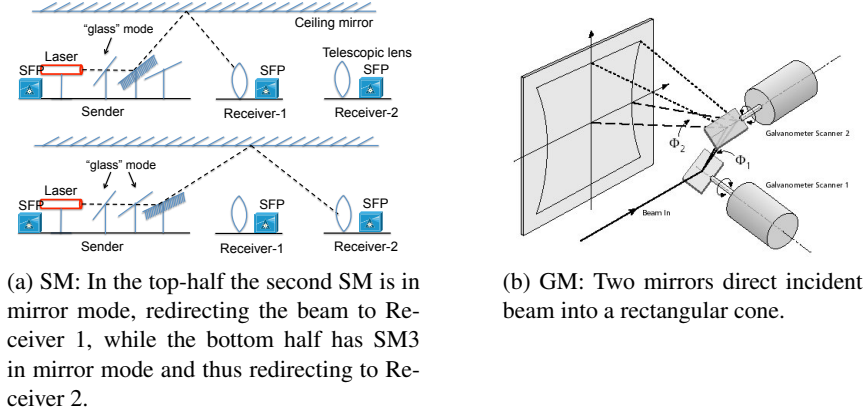 Ceiling mirror
“glass” mode
Laser
Telescopic lens
SFP
SFP
SFP
Sender
Receiver-1
Receiver-2
“glass” mode
Laser
SFP
SFP
SFP
Sender
Receiver-1
Receiver-2
(a) SM: In the top-half the second SM is in
mirror mode, redirecting the beam to Re-
ceiver 1, while the bottom half has SM3
in mirror mode and thus redirecting to Re-
ceiver 2.
Galvanometer Scanner 2
Φ2
Φ1
Galvanometer Scanner 1
Beam In
(b) GM: Two mirrors direct incident
beam into a rectangular cone.